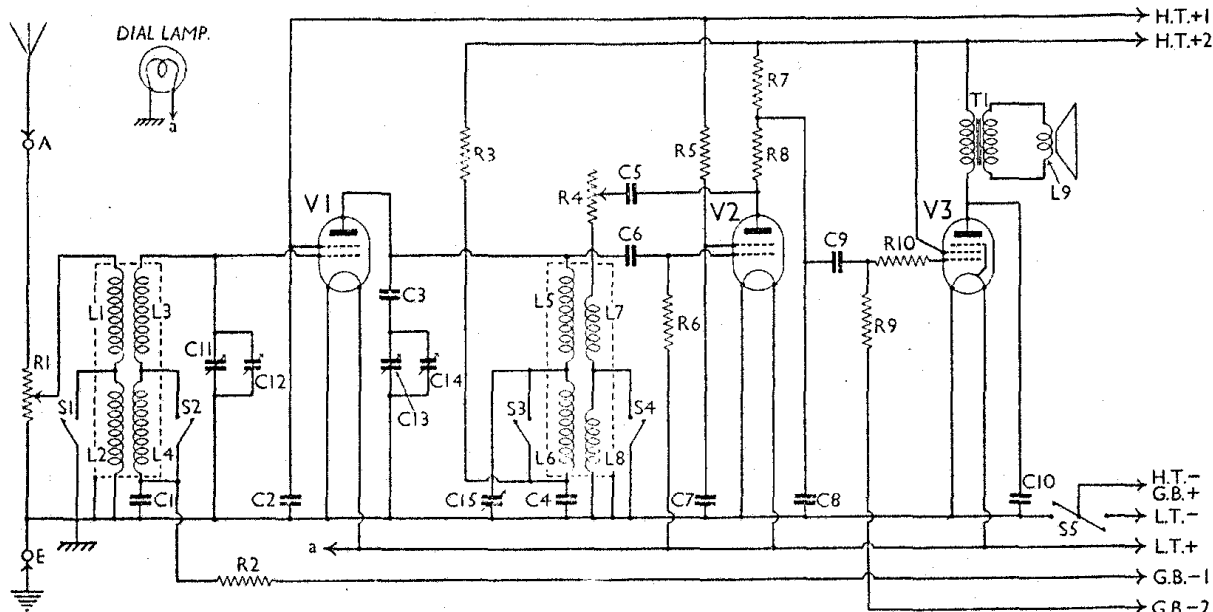 H.T.+1
H.T.+2
DIAL LAMP.
a
A
R7
T1
R3
R5
R8
L9
R4
C5
V1
V2
V3
C6
C9
R10
L1
L3
C3
L5
L7
R6
R9
C11
C12
C14
C13
R1
S1
S2
S3
S4
L2
L4
L6
L8
C1
C2
C15
C4
C7
C8
C10
H.T.-
G.B.+
L.T.-
S5
E
a
L.T.+
R2
G.B.-1
G.B.-2